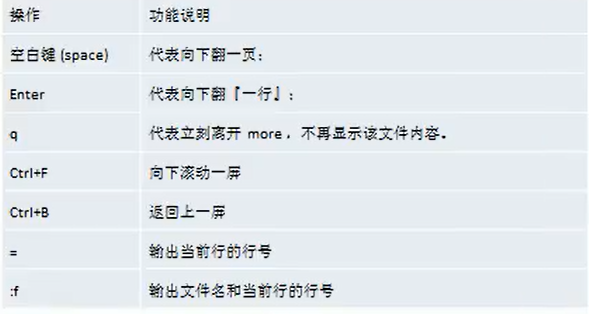 操作 功能说明
空白键 (space) 代表向下翻一页；
Enter 代表向下翻『一行』；
q 代表立刻离开 more ，不再显示该文件内容。
Ctrl+F 向下滚动一屏
Ctrl+B 返回上一屏
= 输出当前行的行号
:f 输出文件名和当前行的行号